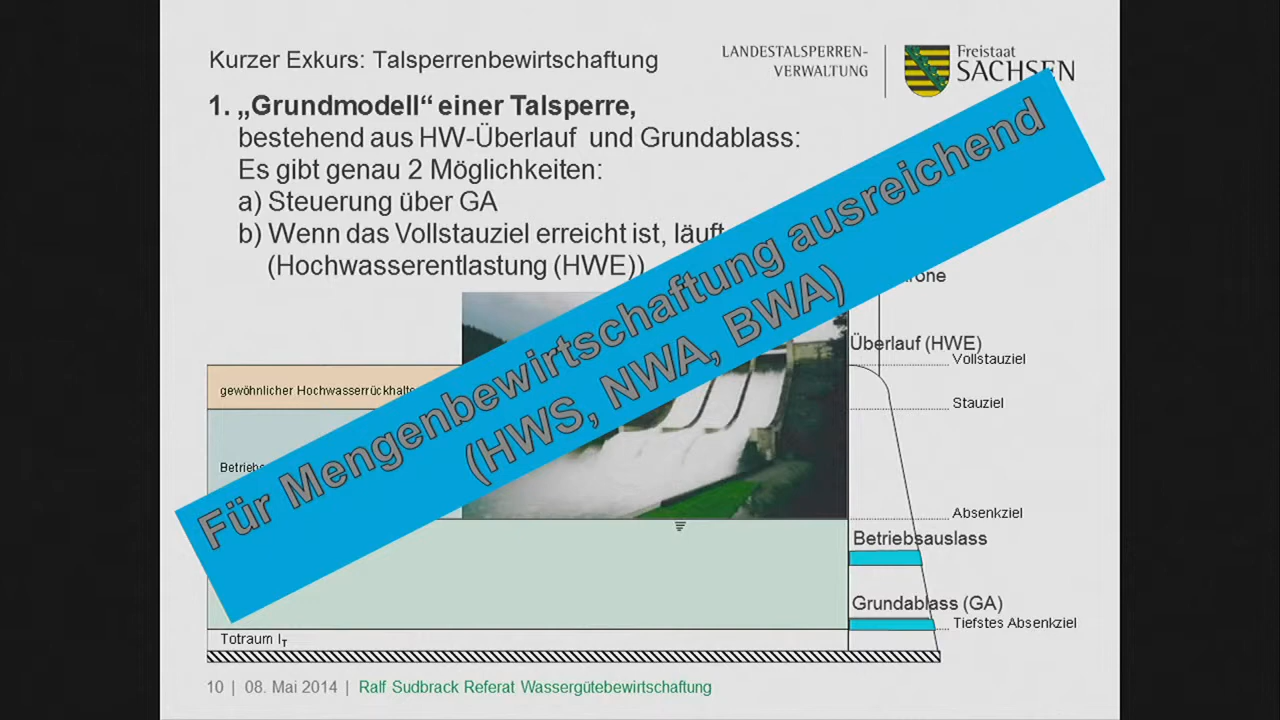 Kurzer Exkurs: Talsperrenbewirtschaftung
LANDESTALSPERREN-
VERWALTUNG
Freistaat
SACHSEN
1. „Grundmodell“ einer Talsperre,
bestehend aus HW-Überlauf und Grundablass:
Es gibt genau 2 Möglichkeiten:
a) Steuerung über GA
b) Wenn das Vollstauziel erreicht ist, läuft
(Hochwasserentlastung (HWE))
Für Mengenbewirtschaftung ausreichend
(HWS, NWA, BWA)
Überlauf (HWE)
Vollstauziel
gewöhnlicher
Stauziel
Absenkziel
Betriebsauslass
Grundablass (GA)
Tiefstes Absenkziel
Totraum IT
10 | 08. Mai 2014 | Ralf Sudbrack Referat Wassergütebewirtschaftung